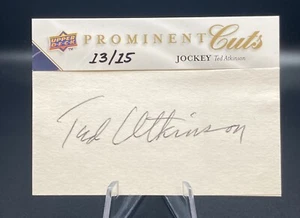 UPPER DECK
PROMINENT Cuts
13/15
JOCKEY Ted Atkinson
Ted Atkinson